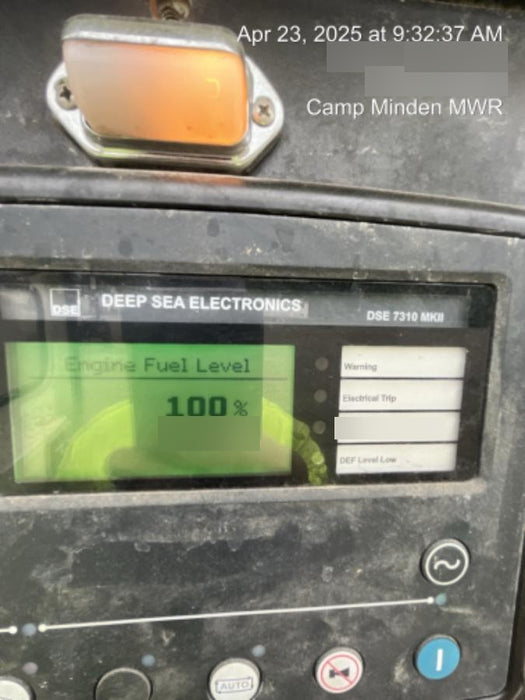 Apr 23, 2025 at 9:32:37 AM
Camp Minden MWR
DSE
DEEP SEA ELECTRONICS
DSE 7310 MKII
Engine Fuel Level
100 %
Warning
Electrical Trip
DEF Level Low
AUTO
I